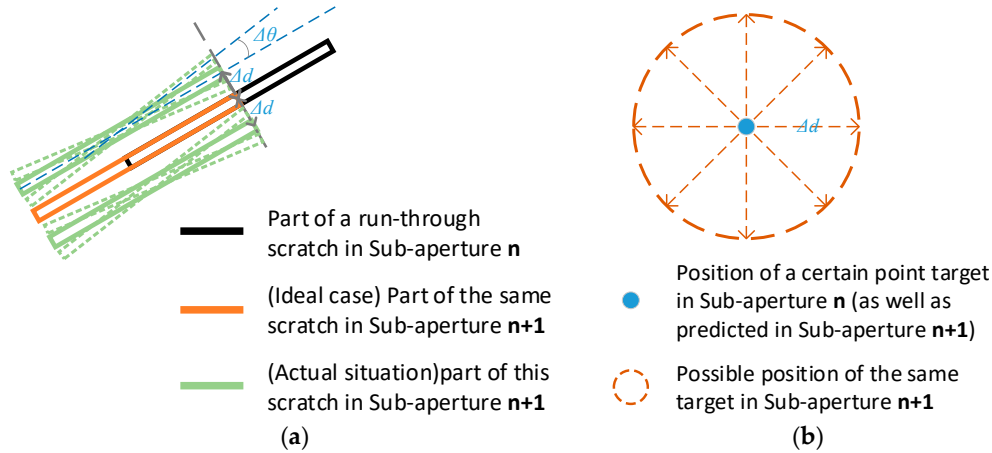 Δθ
Δd
Δd
Part of a run-through
scratch in Sub-aperture n
(Ideal case) Part of the same
scratch in Sub-aperture n+1
(Actual situation)part of this
scratch in Sub-aperture n+1
(a)
Δd
Position of a certain point target
in Sub-aperture n (as well as
predicted in Sub-aperture n+1)
Possible position of the same
target in Sub-aperture n+1
(b)